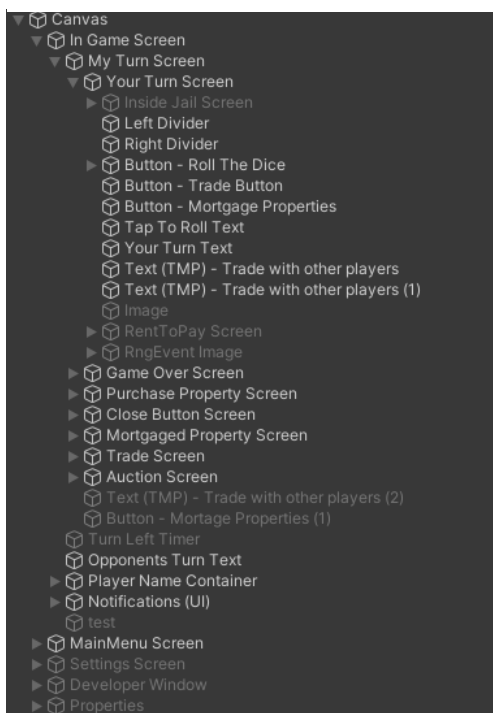 Canvas
In Game Screen
My Turn Screen
Your Turn Screen
Inside Jail Screen
Left Divider
Right Divider
Button - Roll The Dice
Button - Trade Button
Button - Mortgage Properties
Tap To Roll Text
Your Turn Text
Text (TMP) - Trade with other players
Text (TMP) - Trade with other players (1)
Image
RentToPay Screen
RngEvent Image
Game Over Screen
Purchase Property Screen
Close Button Screen
Mortgaged Property Screen
Trade Screen
Auction Screen
Text (TMP) - Trade with other players (2)
Button - Mortage Properties (1)
Turn Left Timer
Opponents Turn Text
Player Name Container
Notifications (UI)
test
MainMenu Screen
Settings Screen
Developer Window
Properties